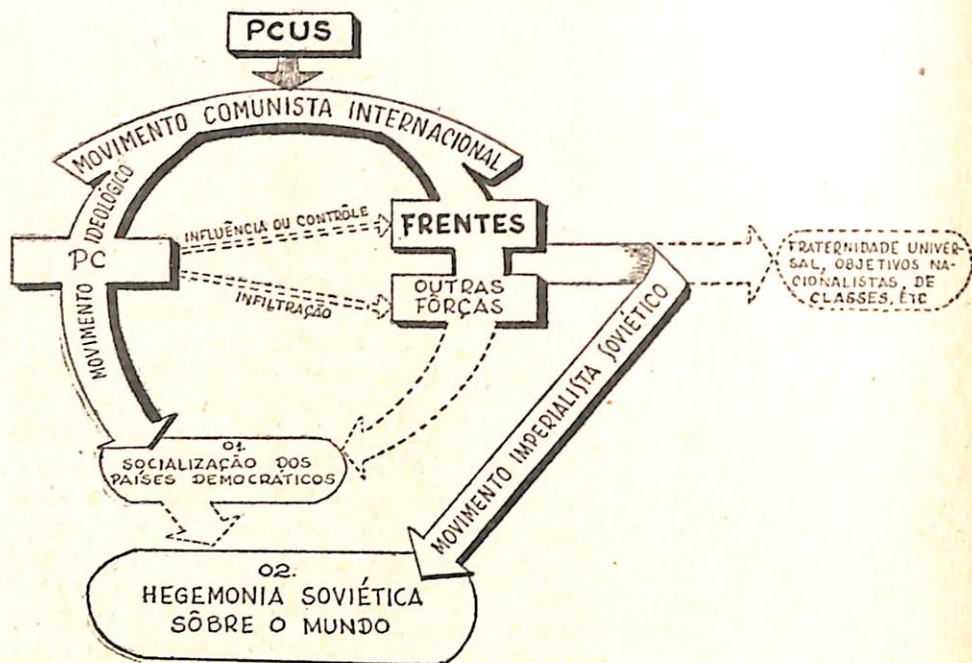 PCUS
MOVIMENTO COMUNISTA INTERNACIONAL
MOVIMENTO IDEOLÓGICO
PC
INFLUÊNCIA OU CONTRÔLE
INFILTRAÇÃO
FRENTES
OUTRAS
FÔRÇAS
FRATERNIDADE UNIVER-
SAL, OBJETIVOS NA-
CIONALISTAS, DE
CLASSES, ETC
MOVIMENTO IMPERIALISTA SOVIÉTICO
01.
SOCIALIZAÇÃO DOS
PAÍSES DEMOCRÁTICOS
02.
HEGEMONIA SOVIÉTICA
SÔBRE O MUNDO